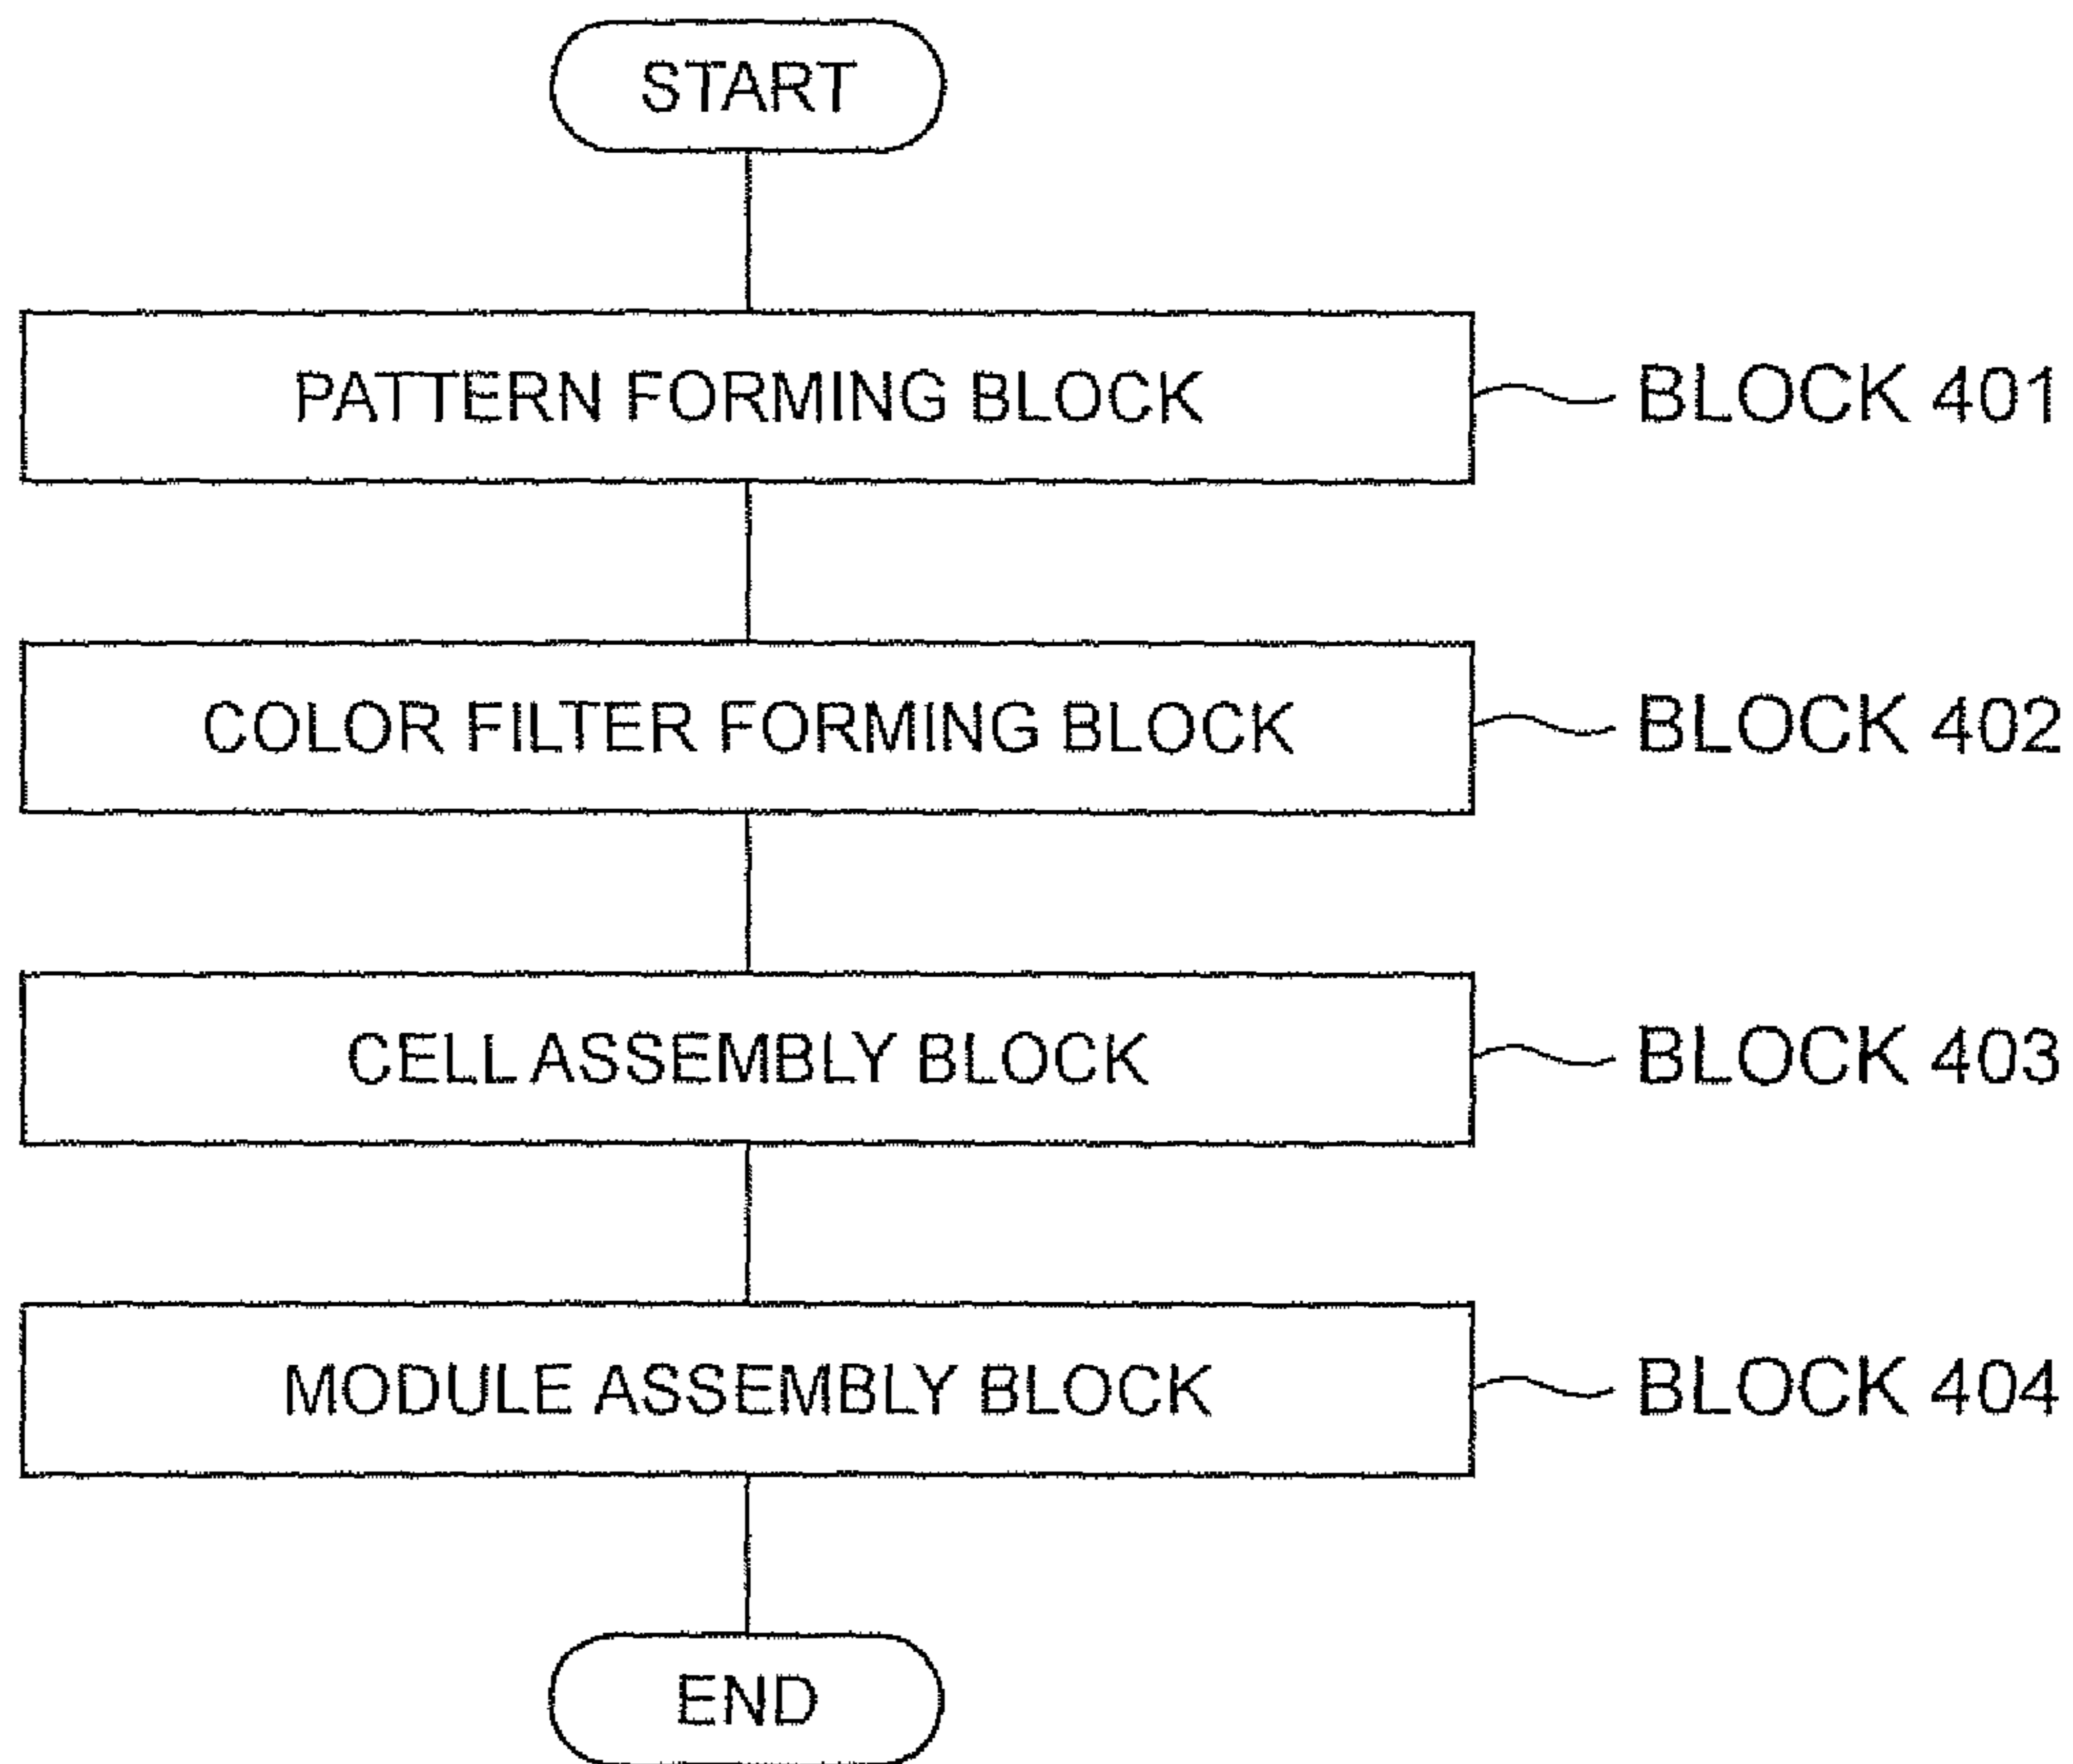 START
PATTERN FORMING BLOCK
BLOCK 401
COLOR FILTER FORMING BLOCK
BLOCK 402
CELL ASSEMBLY BLOCK
BLOCK 403
MODULE ASSEMBLY BLOCK
BLOCK 404
END